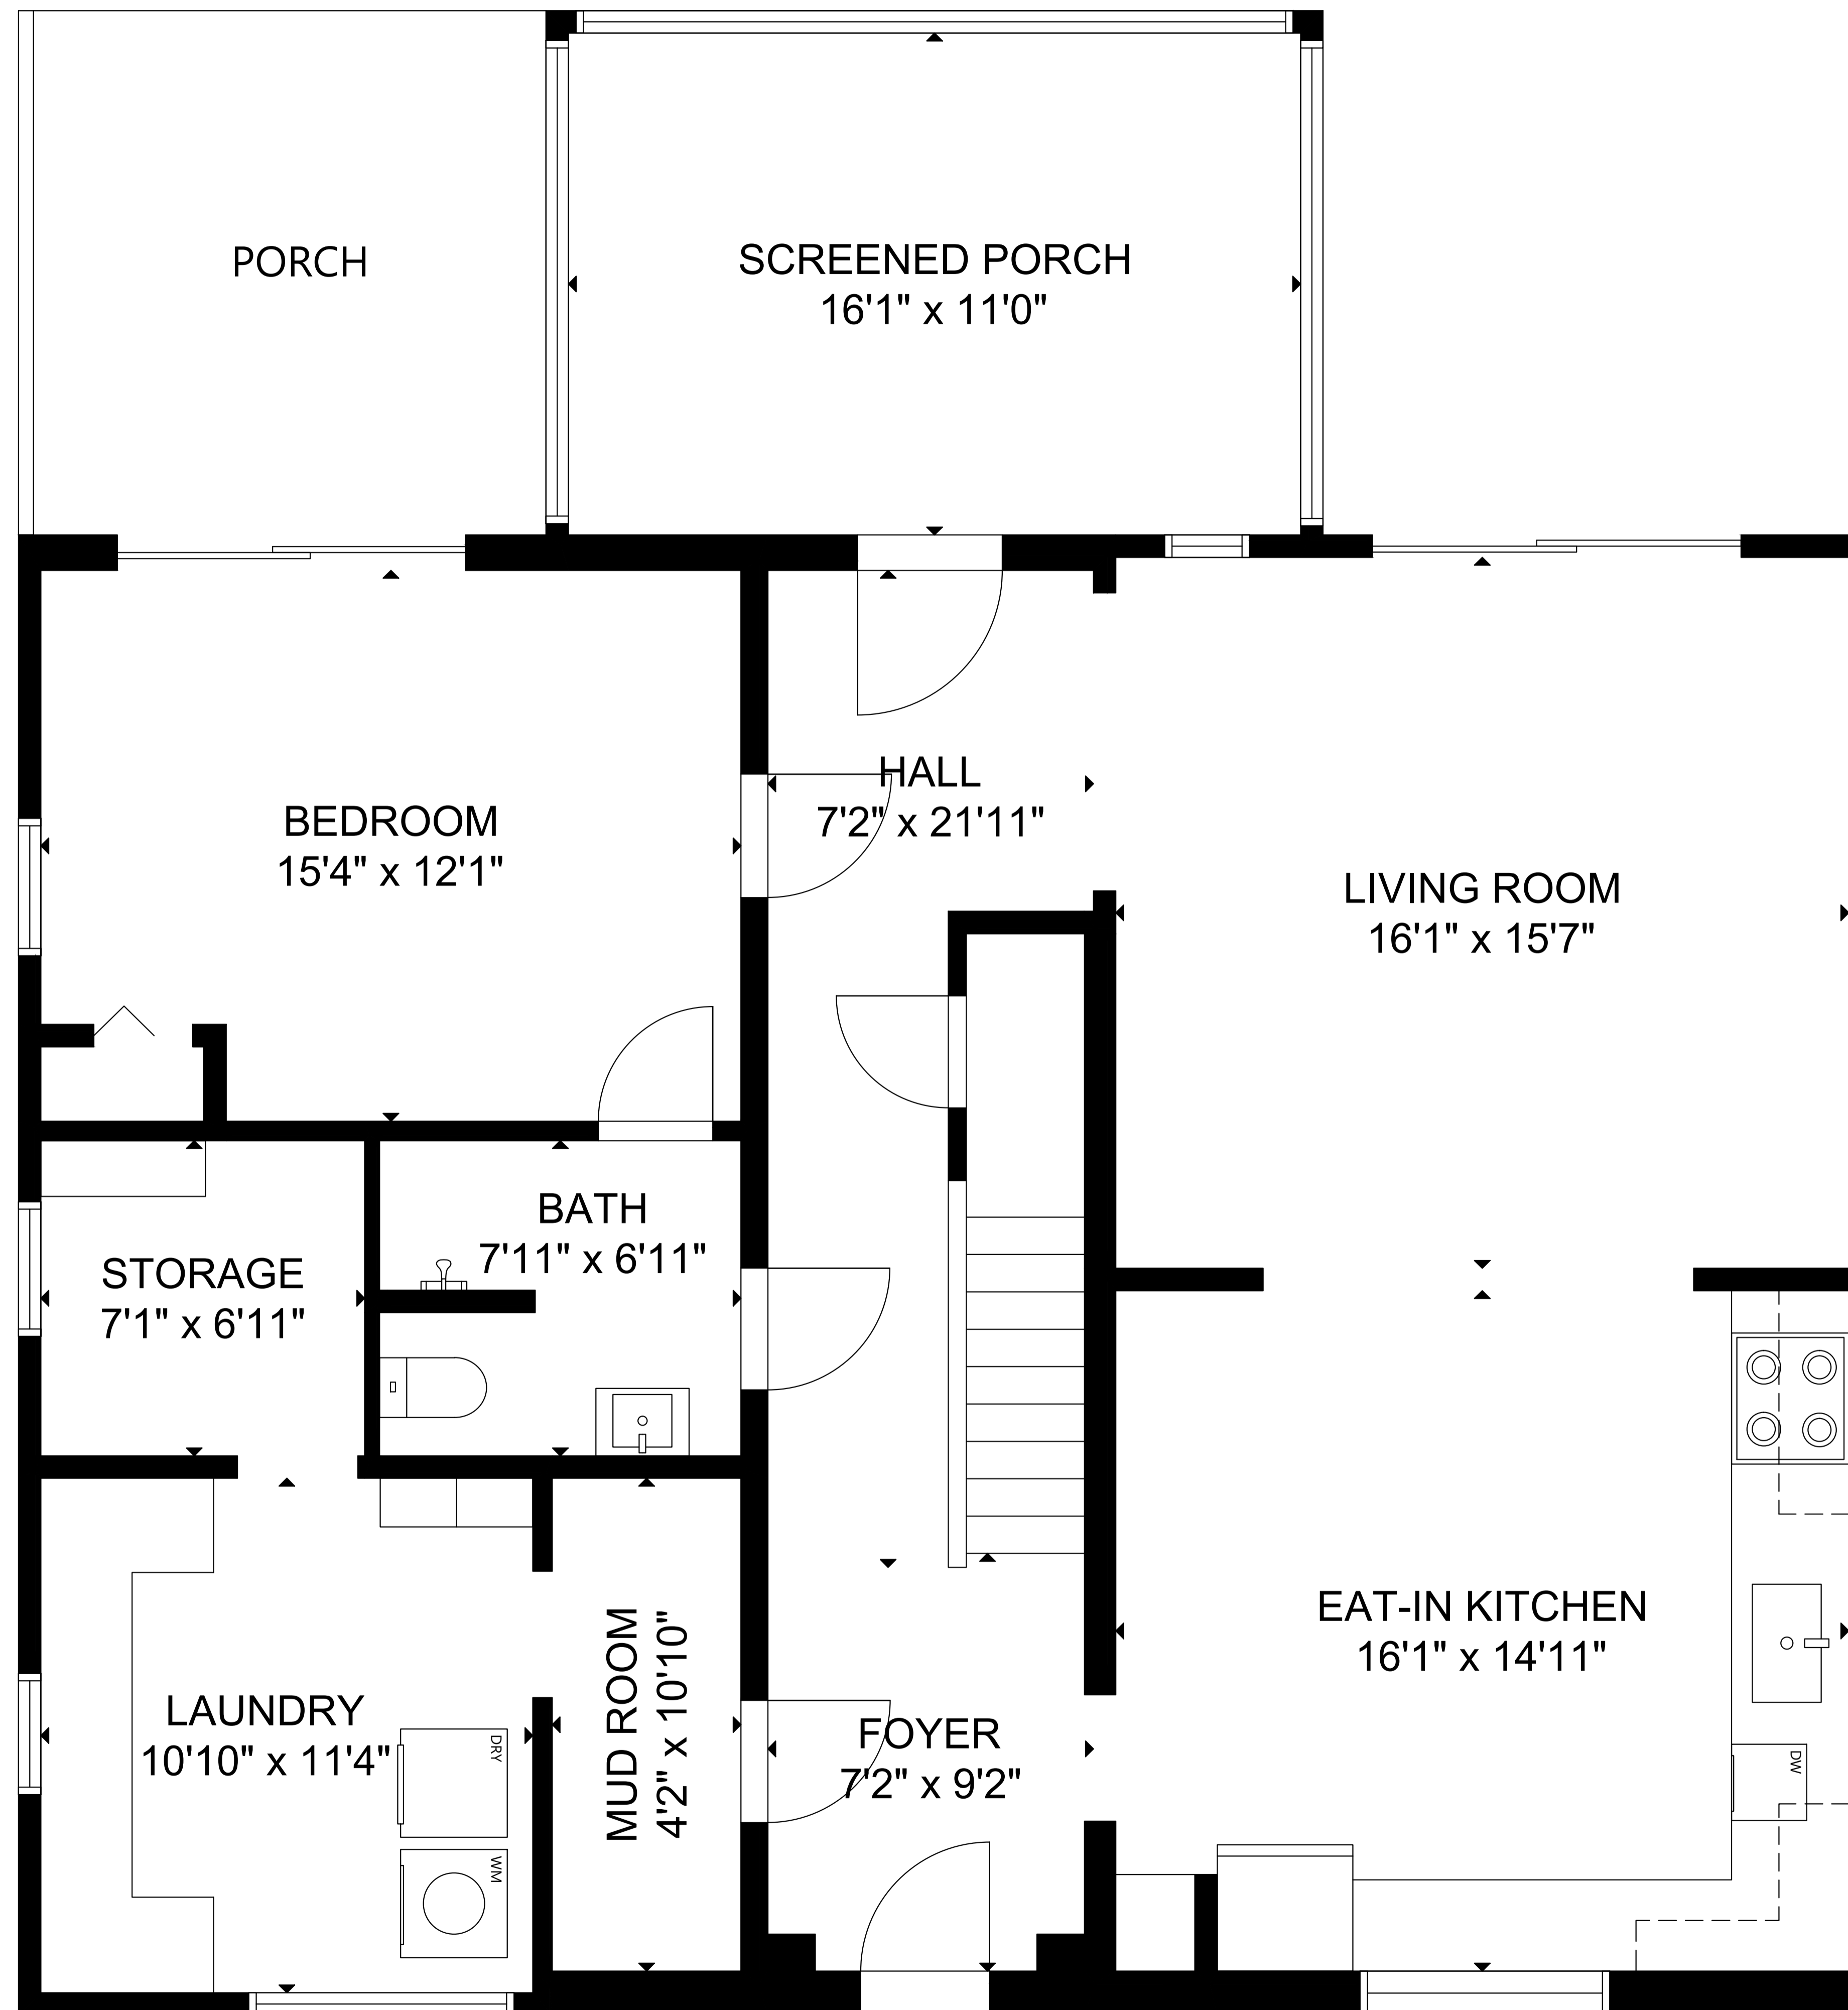 PORCH
SCREENED PORCH
16'1" x 11'0"
HALL
7'2" x 21'11"
BEDROOM
15'4" x 12'1"
LIVING ROOM
16'1" x 15'7"
BATH
7'11" x 6'11"
STORAGE
7'1" x 6'11"
EAT-IN KITCHEN
16'1" x 14'11"
LAUNDRY
10'10" x 11'4"
DRY
WM
MUD ROOM
4'2" x 10'10"
FOYER
7'2" x 9'2"
DW